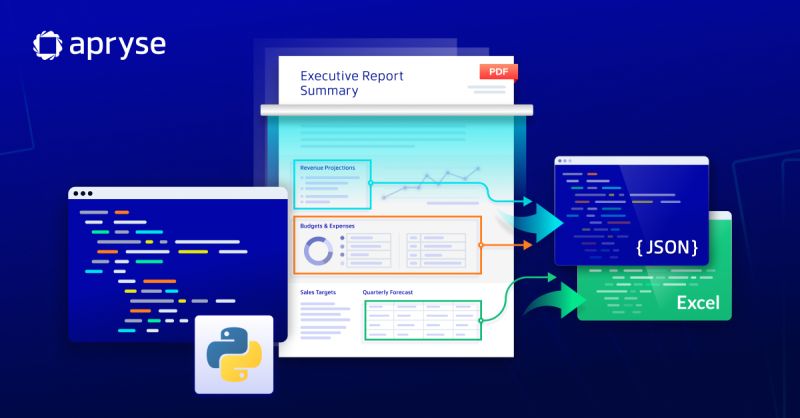 apryse
Executive Report
Summary
PDF
Revenue Projections
Budgets & Expenses
Sales Targets
Quarterly Forecast
{ JSON }
Excel